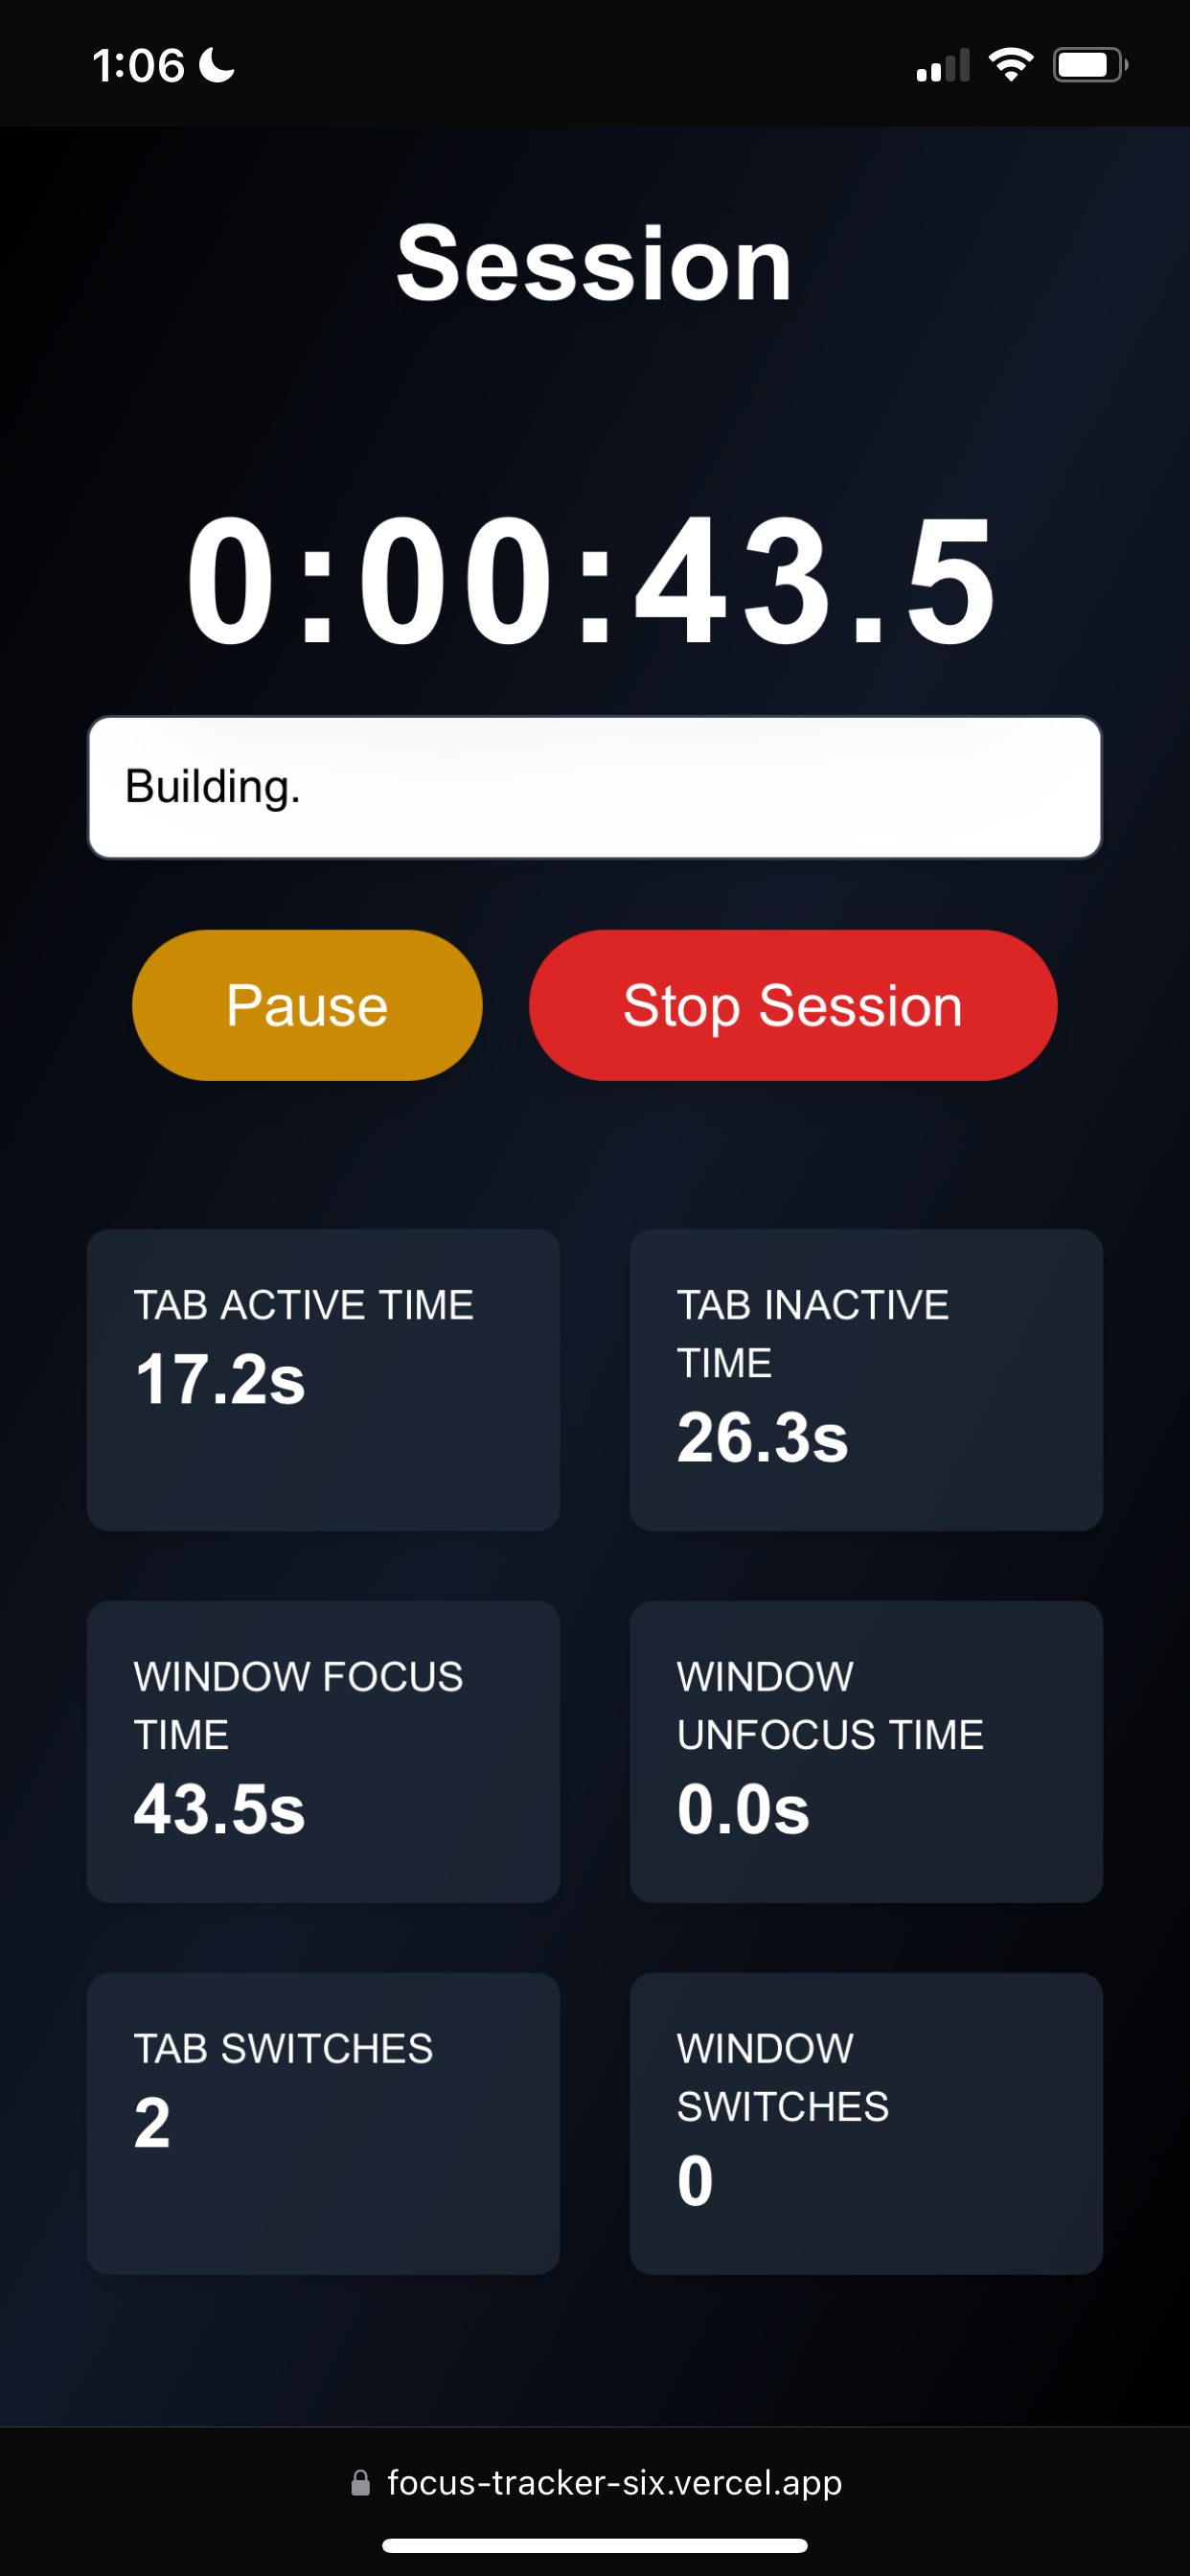 1:06
Session
0:00:43.5
Building.
Pause
Stop Session
TAB ACTIVE TIME
17.2s
TAB INACTIVE
TIME
26.3s
WINDOW FOCUS
TIME
43.5s
WINDOW
UNFOCUS TIME
0.0s
TAB SWITCHES
2
WINDOW
SWITCHES
0
focus-tracker-six.vercel.app